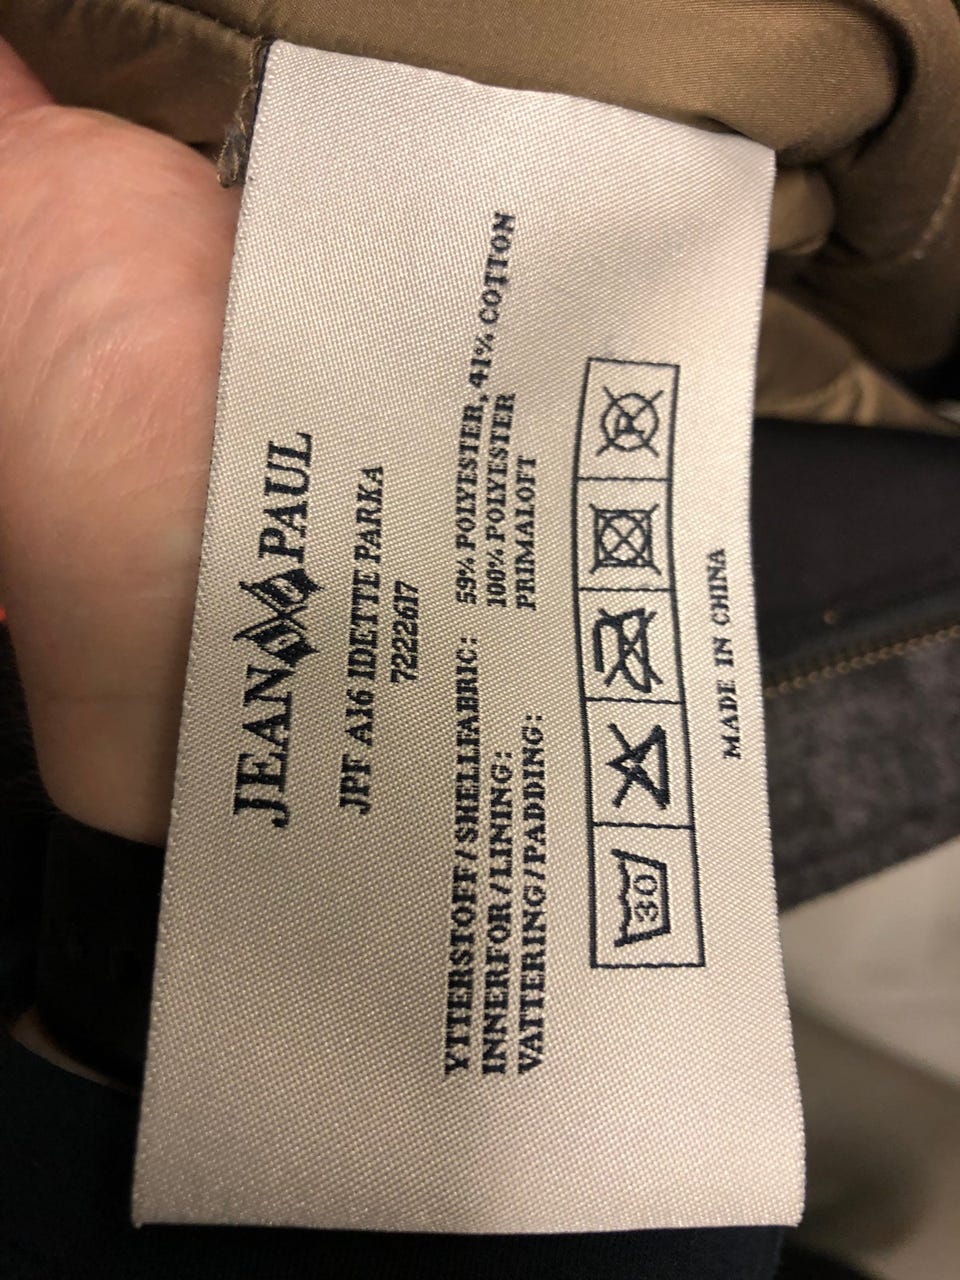 JEAN PAUL
JPF A16 IDETTE PARKA
7222617
YTTERSTOFF/SHELLFABRIC: 59% POLYESTER, 41% COTTON
INNERFOR/LINING: 100% POLYESTER
VATTERING/PADDING: PRIMALOFT
30 P
MADE IN CHINA